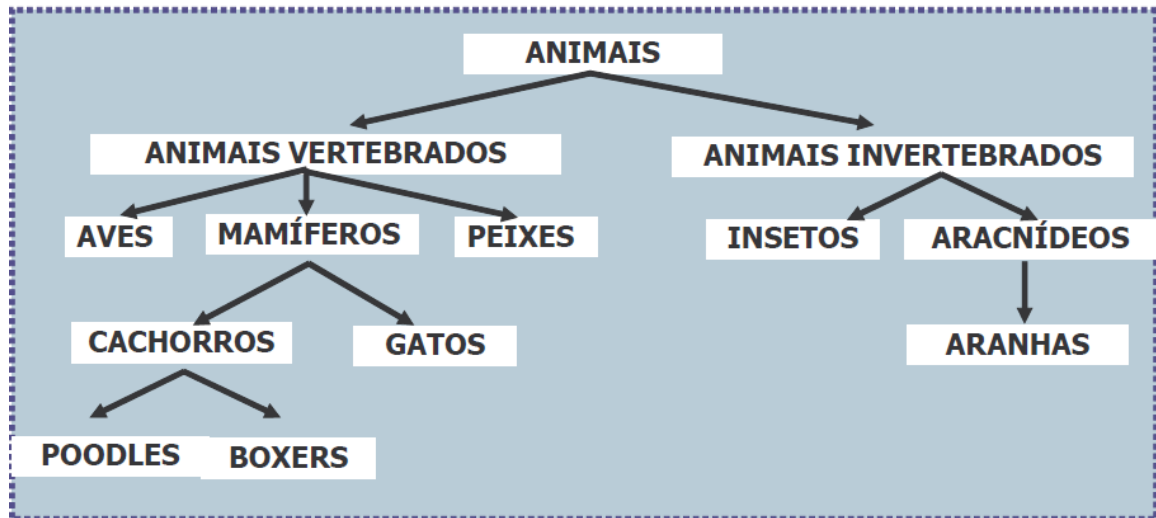 ANIMAIS
ANIMAIS VERTEBRADOS
ANIMAIS INVERTEBRADOS
AVES
MAMÍFEROS
PEIXES
INSETOS
ARACNÍDEOS
CACHORROS
GATOS
ARANHAS
POODLES
BOXERS